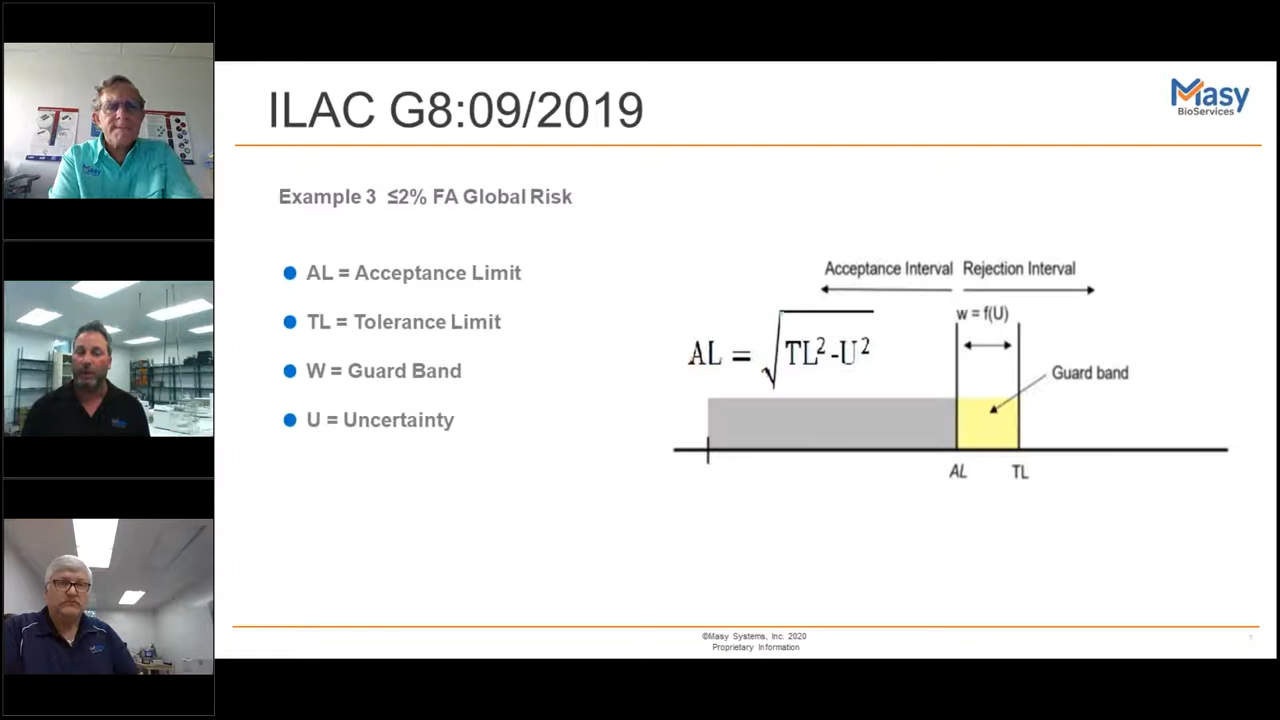 ILAC G8:09/2019
Masy
BioServices
Example 3 ≤2% FA Global Risk
AL = Acceptance Limit
TL = Tolerance Limit
W = Guard Band
U = Uncertainty
Acceptance Interval Rejection Interval
w = f(U)
AL = √TL²-U²
Guard band
AL TL
©Masy Systems, Inc. 2020
Proprietary Information
7
Masy